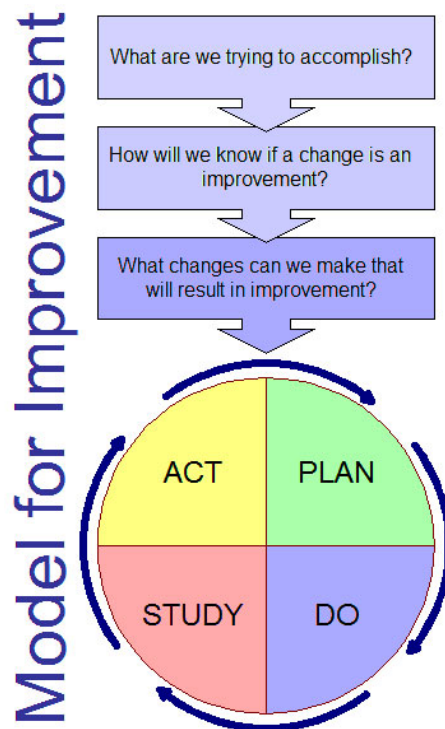 Model for Improvement
What are we trying to accomplish?
How will we know if a change is an
improvement?
What changes can we make that
will result in improvement?
ACT
PLAN
STUDY
DO